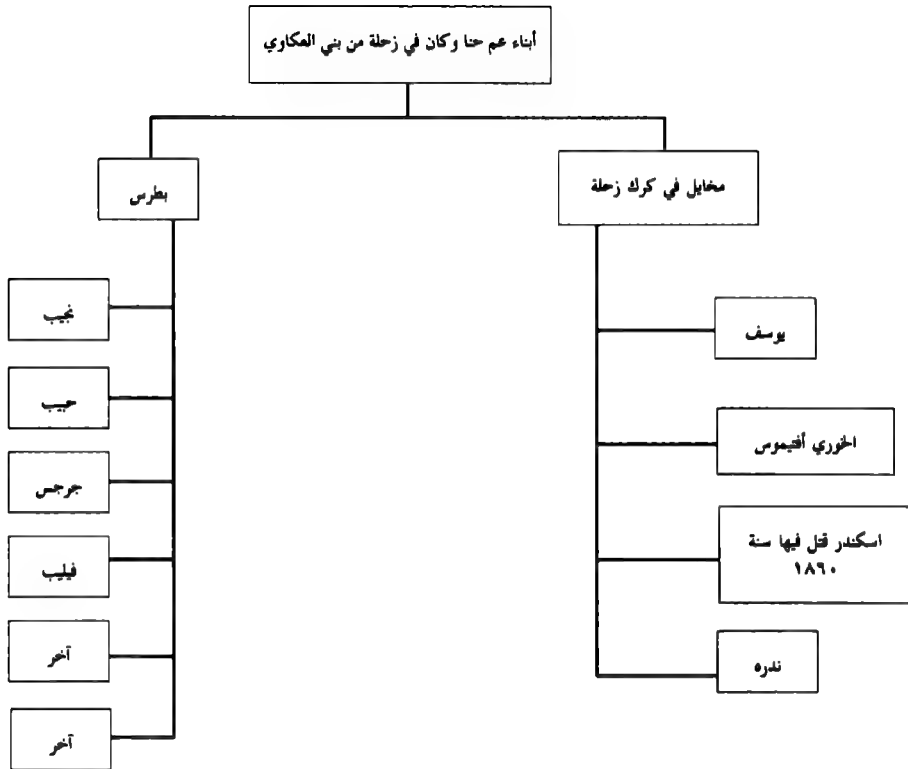 أبناء عم حنا وكان في زحلة من بني العكاوي
مخايل في كرك زحلة
يوسف
الخوري أفتيموس
اسكندر قتل فيها سنة
١٨٦٠
ندره
بطرس
نجيب
حبيب
جرجس
فيليب
آخر
آخر